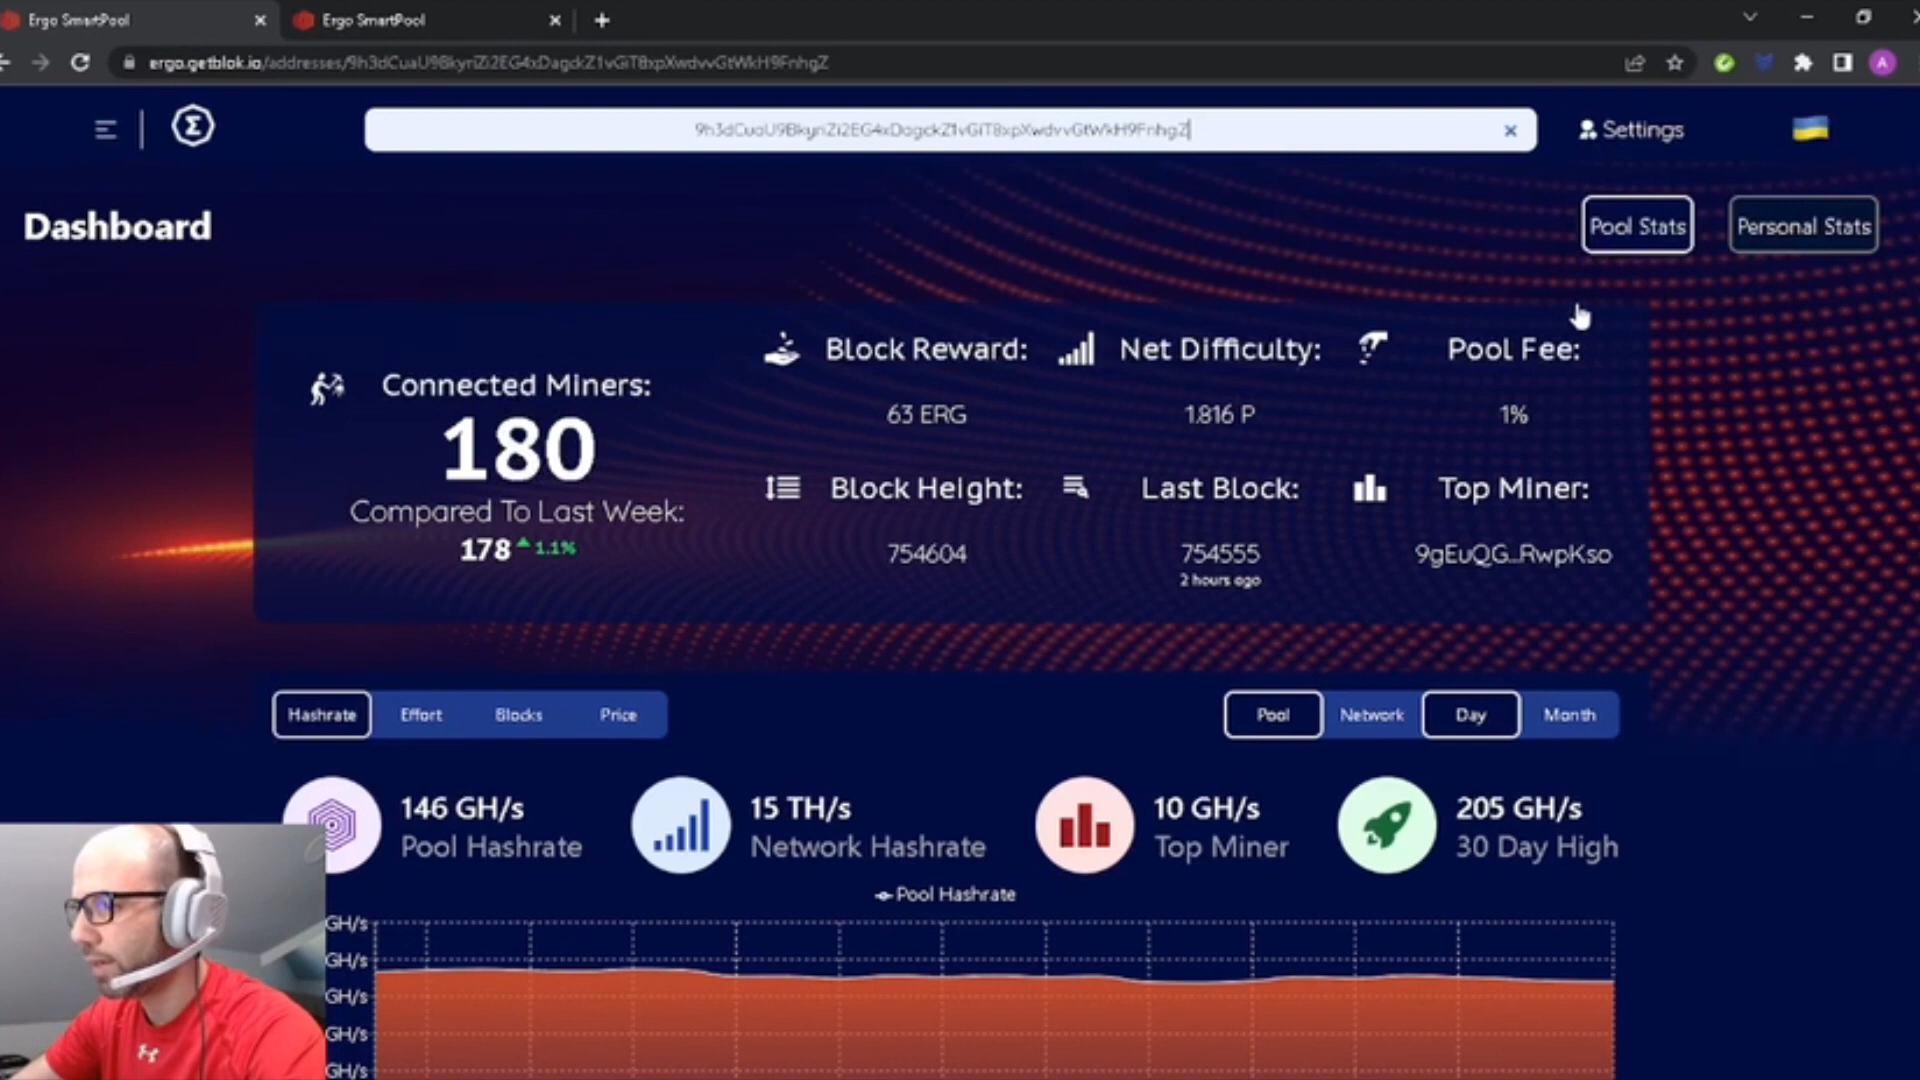 Ergo SmartPool
Ergo SmartPool
ergo.getblok.io/addresses/9h3dCuaU9BkyriZi2EG4xDagckZ1vGiT8xpXwdvvGtWkH9FnhgZ
A
Σ
9h3dCuaU9BkyriZi2EG4xDagckZ1vGiT8xpXwdvvGtWkH9FnhgZ
Settings
Dashboard
Pool Stats
Personal Stats
Connected Miners:
180
Compared To Last Week:
178 1.1%
Block Reward:
63 ERG
Net Difficulty:
1.816 P
Pool Fee:
1%
Block Height:
754604
Last Block:
754555
2 hours ago
Top Miner:
9gEuQG...RwpKso
Hashrate Effort Blocks Price
Pool Network Day Month
146 GH/s
Pool Hashrate
15 TH/s
Network Hashrate
10 GH/s
Top Miner
205 GH/s
30 Day High
Pool Hashrate
GH/s
GH/s
GH/s
GH/s
GH/s